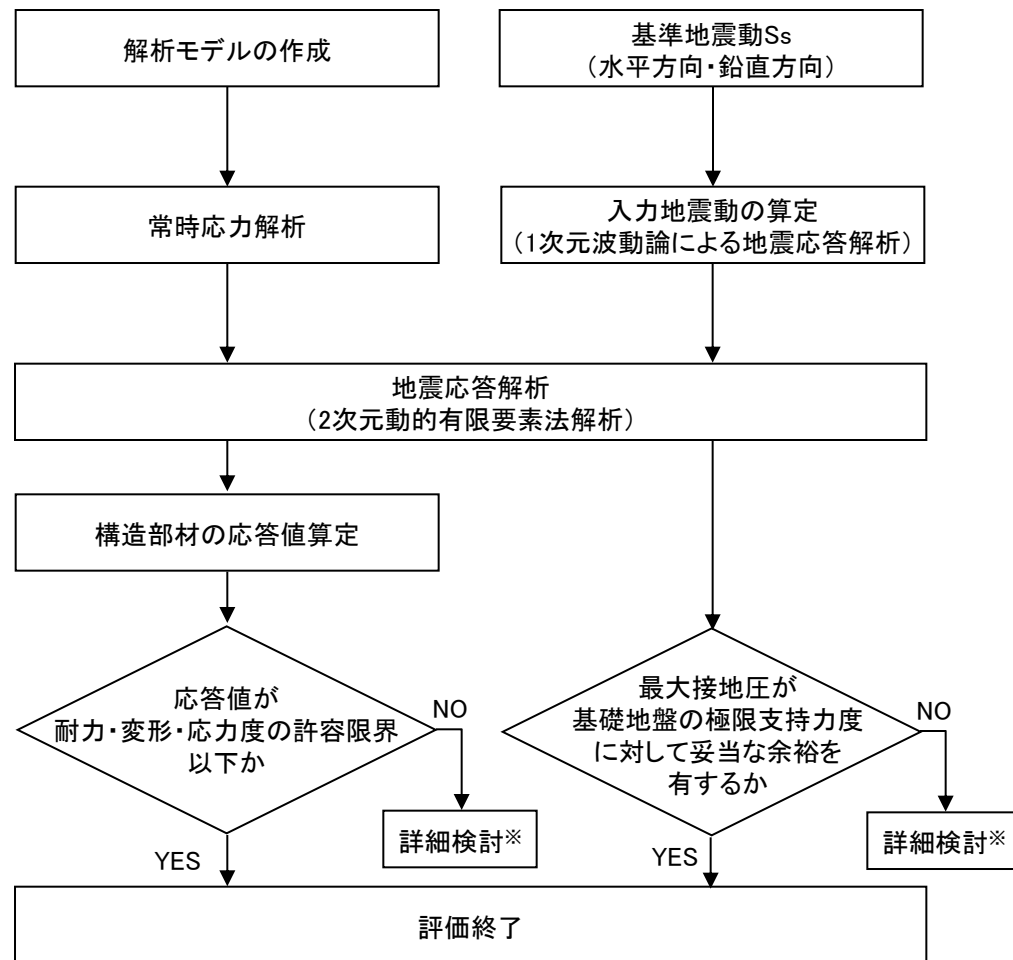 解析モデルの作成
基準地震動Ss
（水平方向・鉛直方向）
常時応力解析
入力地震動の算定
（1次元波動論による地震応答解析）
地震応答解析
（2次元動的有限要素法解析）
構造部材の応答値算定
応答値が
耐力・変形・応力度の許容限界
以下か
NO
最大接地圧が
基礎地盤の極限支持力度
に対して妥当な余裕を
有するか
NO
詳細検討※
詳細検討※
YES
YES
評価終了